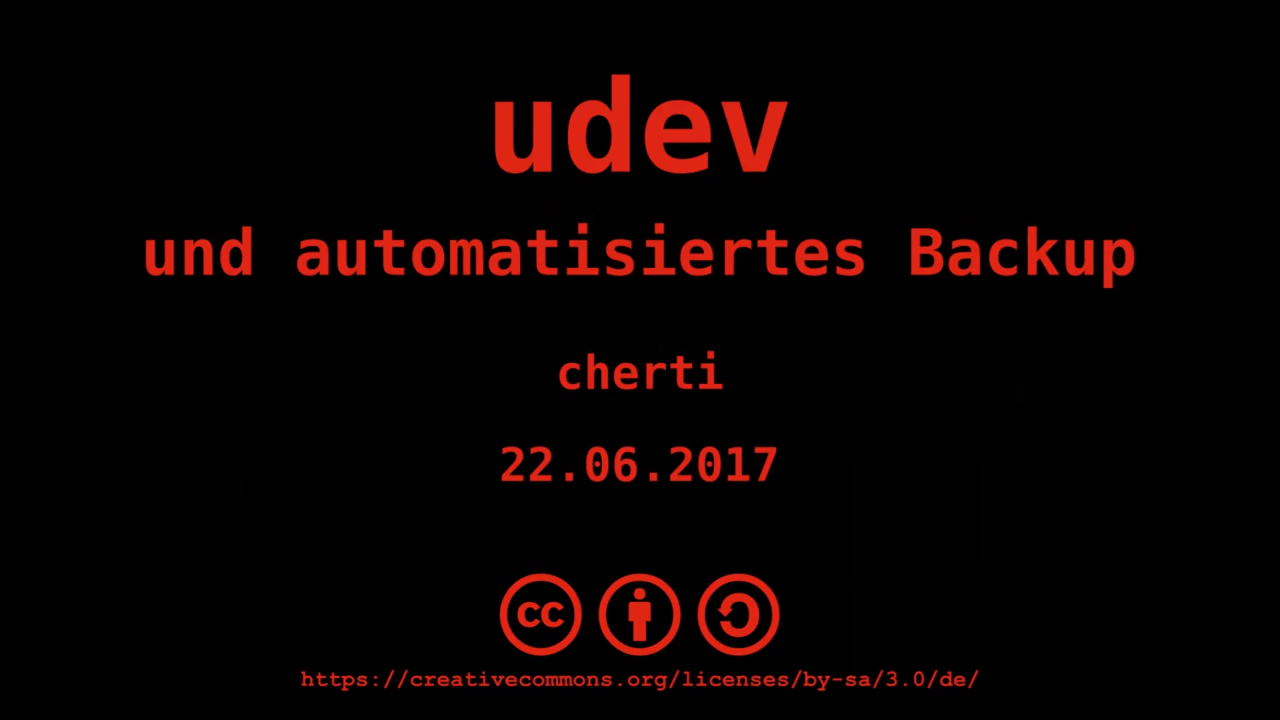 udev
und automatisiertes Backup
cherti
22.06.2017
cc
https://creativecommons.org/licenses/by-sa/3.0/de/